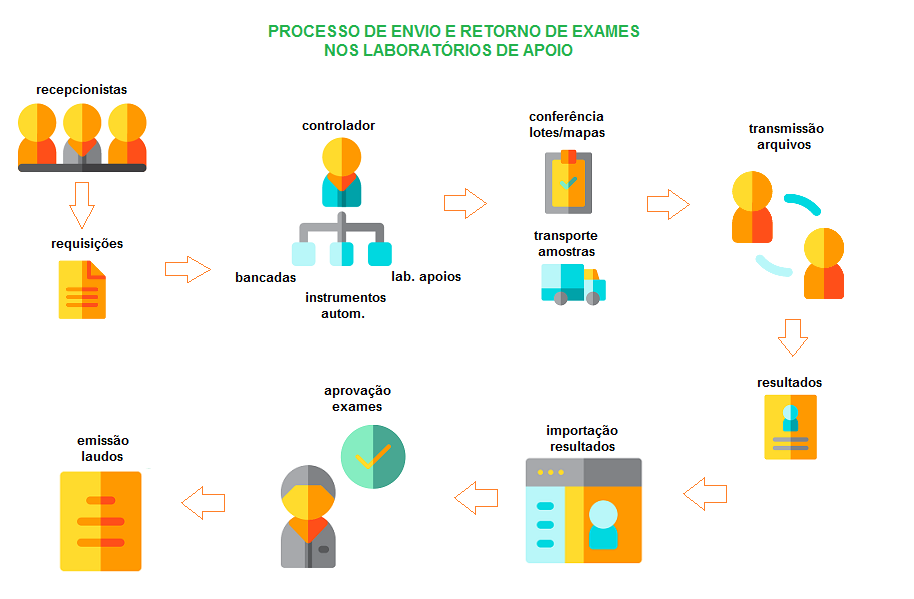 PROCESSO DE ENVIO E RETORNO DE EXAMES
NOS LABORATÓRIOS DE APOIO
recepcionistas
requisições
controlador
bancadas
instrumentos
autom.
lab. apoios
conferência
lotes/mapas
transporte
amostras
transmissão
arquivos
resultados
importação
resultados
aprovação
exames
emissão
laudos